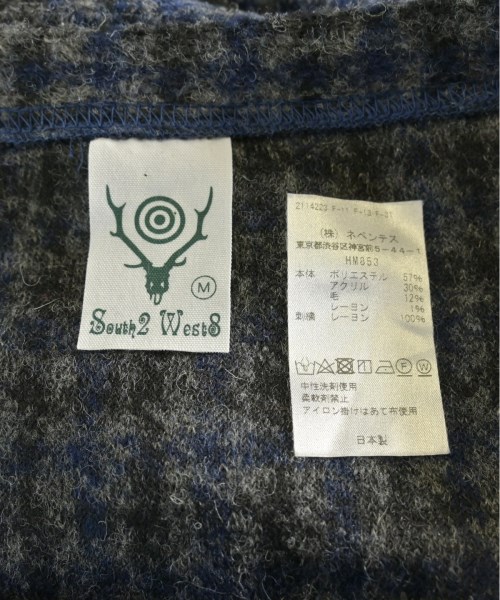 M
South2 West8
(株) ネペンテス
東京都渋谷区神宮前5-44-1
HM853
本体 ポリエステル 57%
アクリル 30%
毛 12%
レーヨン 1%
刺繍 レーヨン 100%
F W
中性洗剤使用
柔軟剤禁止
アイロン掛けはあて布使用
日本製